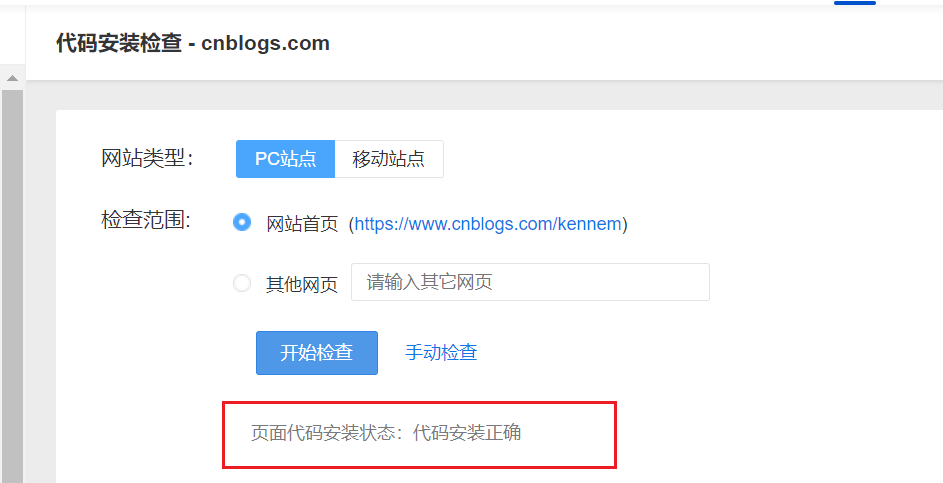 代码安装检查 - cnblogs.com
网站类型：
PC站点 移动站点
检查范围:
网站首页 (https://www.cnblogs.com/kennem)
其他网页 请输入其它网页
开始检查 手动检查
页面代码安装状态：代码安装正确